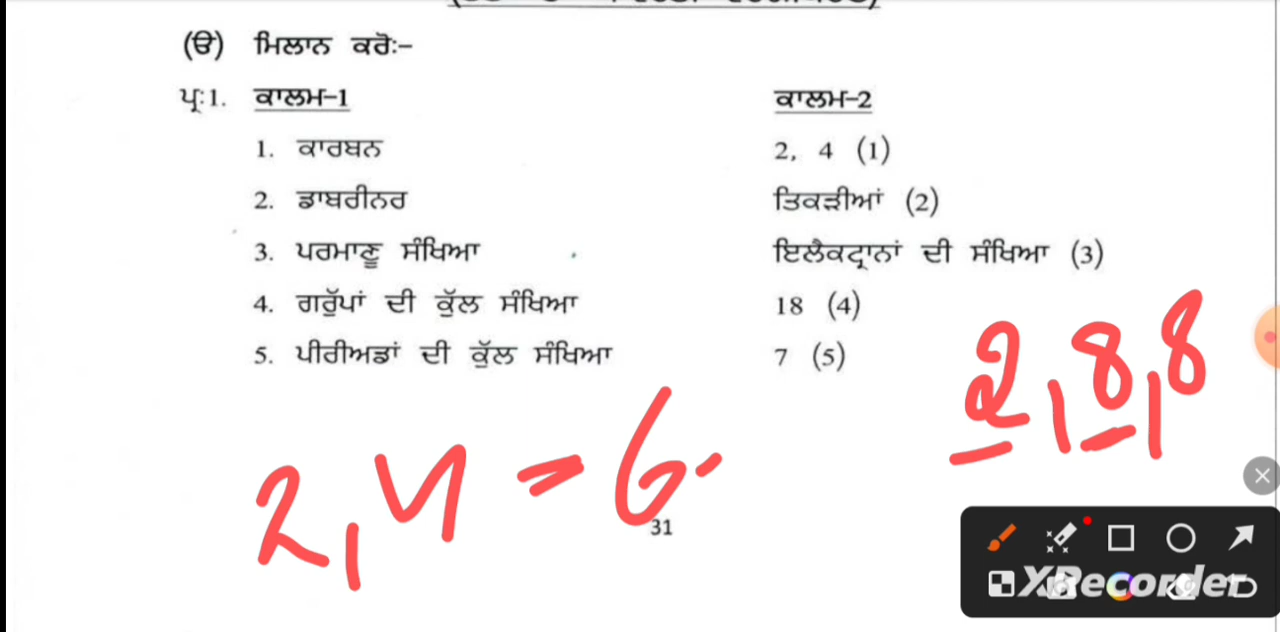 (ੳ) ਮਿਲਾਨ ਕਰੋ:-
ਪ੍ਰ:1. ਕਾਲਮ-1 ਕਾਲਮ-2
1. ਕਾਰਬਨ 2, 4 (1)
2. ਡਾਬਰੀਨਰ ਤਿਕੜੀਆਂ (2)
3. ਪਰਮਾਣੂ ਸੰਖਿਆ ਇਲੈਕਟ੍ਰਾਨਾਂ ਦੀ ਸੰਖਿਆ (3)
4. ਗਰੁੱਪਾਂ ਦੀ ਕੁੱਲ ਸੰਖਿਆ 18 (4)
5. ਪੀਰੀਅਡਾਂ ਦੀ ਕੁੱਲ ਸੰਖਿਆ 7 (5)
2,8,8
2,4 = 6.
31
XRecorder